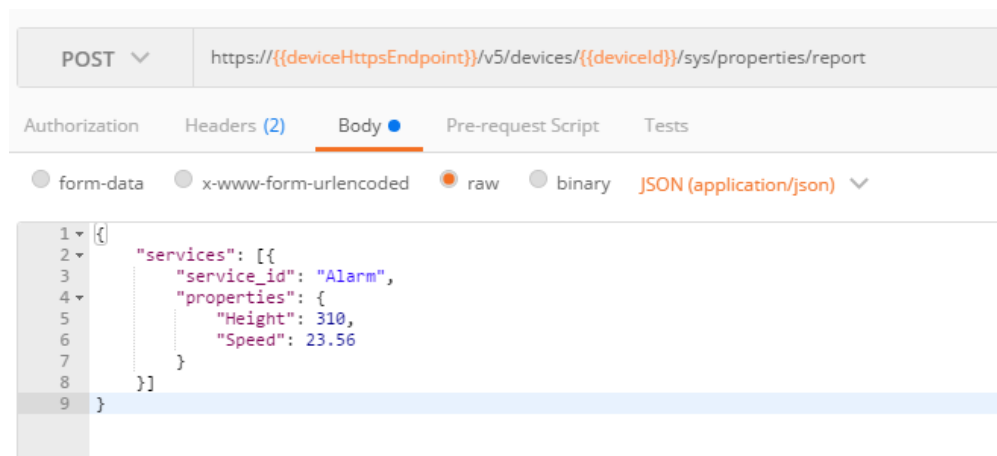 POST https://{{deviceHttpsEndpoint}}/v5/devices/{{deviceId}}/sys/properties/report
Authorization Headers (2) Body Pre-request Script Tests
form-data x-www-form-urlencoded raw binary JSON (application/json)
1 {
2 "services": [{
3 "service_id": "Alarm",
4 "properties": {
5 "Height": 310,
6 "Speed": 23.56
7 }
8 }]
9 }